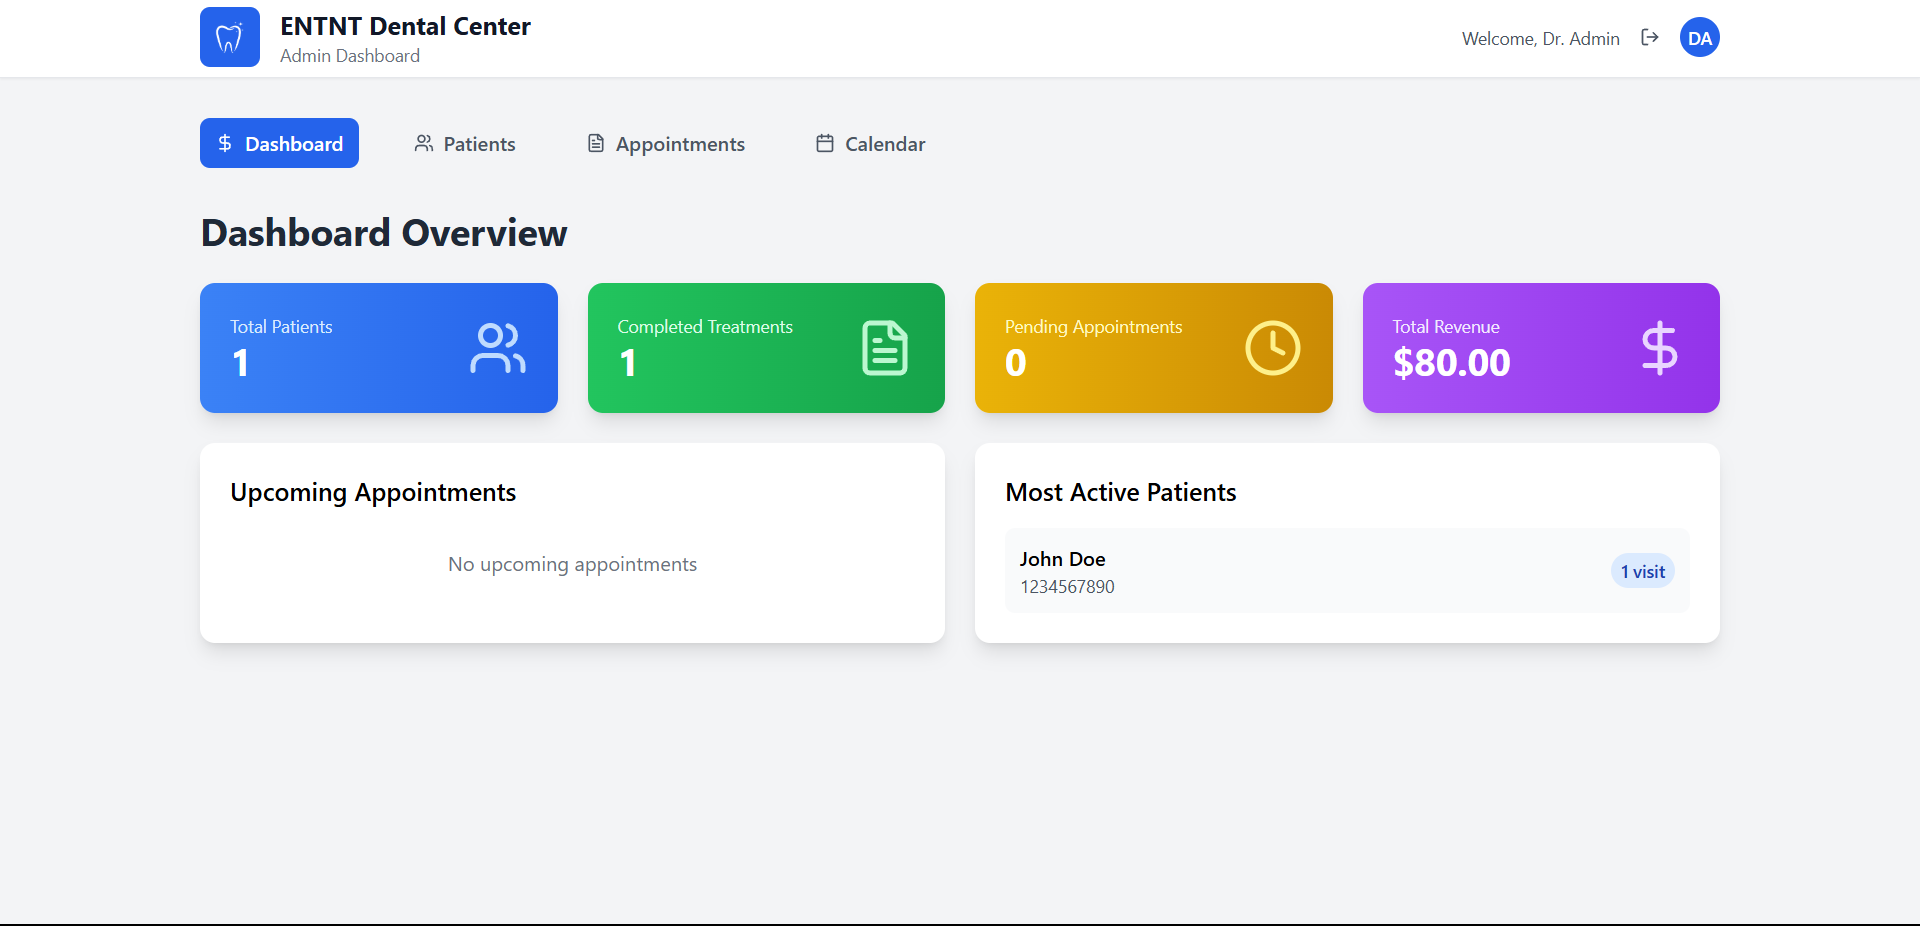 ENTNT Dental Center
Admin Dashboard
Welcome, Dr. Admin
DA
Dashboard
Patients
Appointments
Calendar
Dashboard Overview
Total Patients
1
Completed Treatments
1
Pending Appointments
0
Total Revenue
$80.00
Upcoming Appointments
No upcoming appointments
Most Active Patients
John Doe
1234567890
1 visit